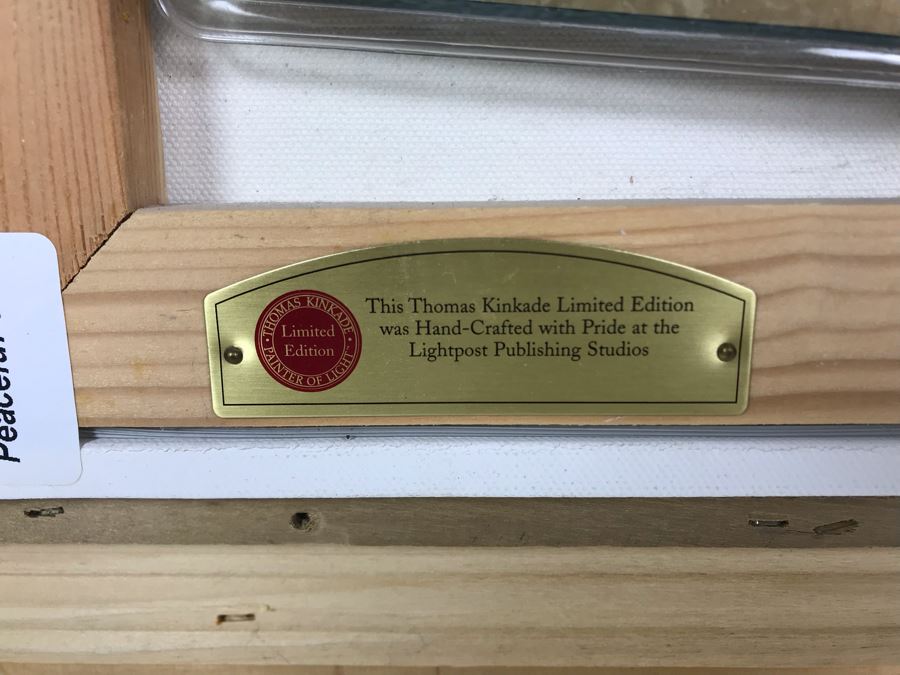 THOMAS KINKADE
Limited
Edition
PAINTER OF LIGHT
This Thomas Kinkade Limited Edition
was Hand-Crafted with Pride at the
Lightpost Publishing Studios